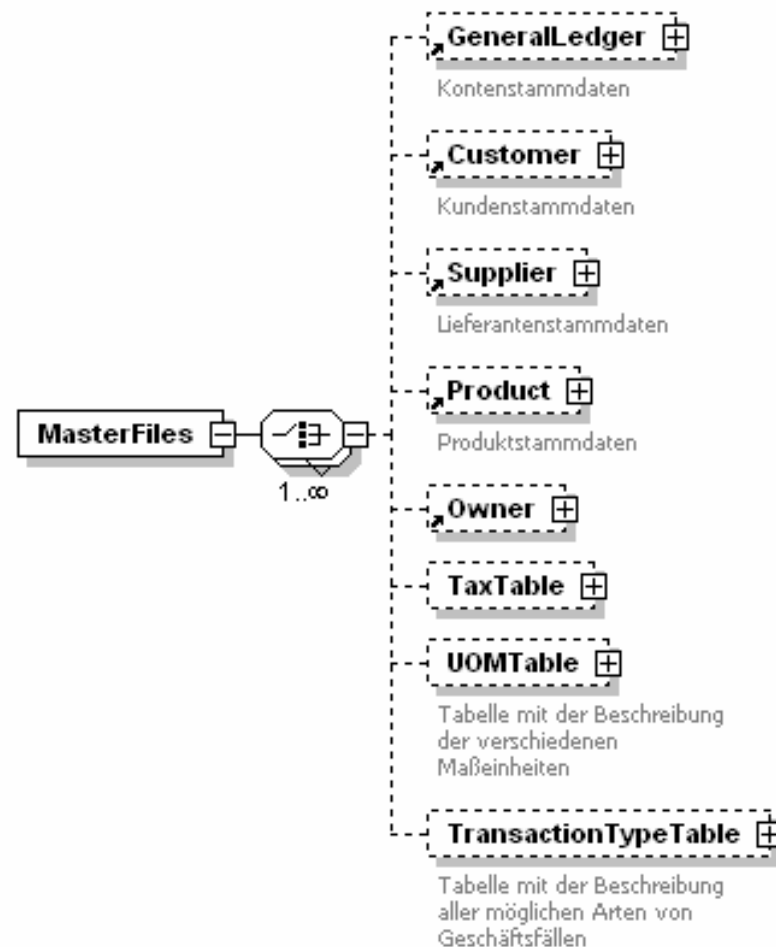 GeneralLedger
Kontenstammdaten
Customer
Kundenstammdaten
Supplier
Lieferantenstammdaten
Product
Produktstammdaten
MasterFiles
1..∞
Owner
TaxTable
UOMTable
Tabelle mit der Beschreibung
der verschiedenen
Maßeinheiten
TransactionTypeTable
Tabelle mit der Beschreibung
aller möglichen Arten von
Geschäftsfällen